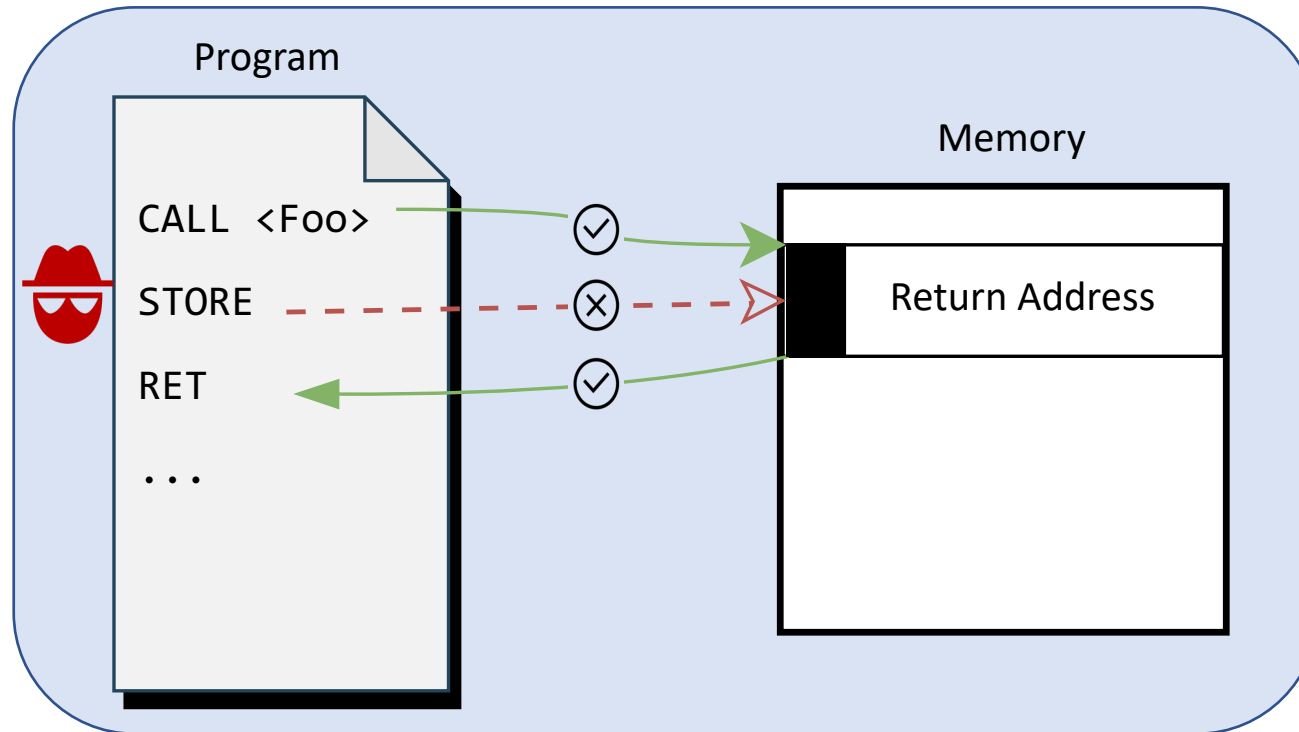 Program
Memory
CALL <Foo>
STORE
RET
...
Return Address